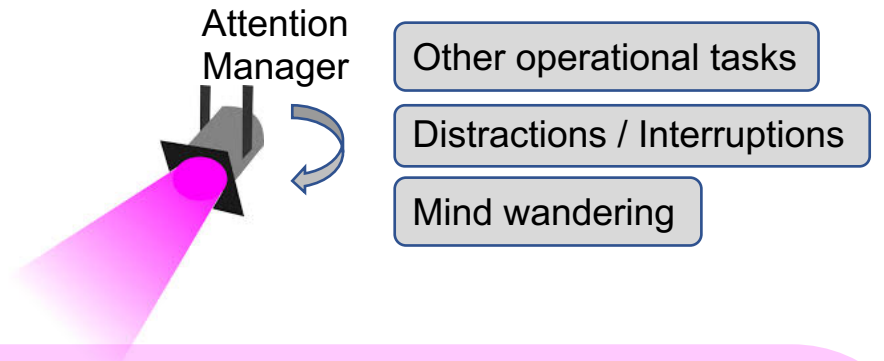 Attention
Manager
Other operational tasks
Distractions / Interruptions
Mind wandering